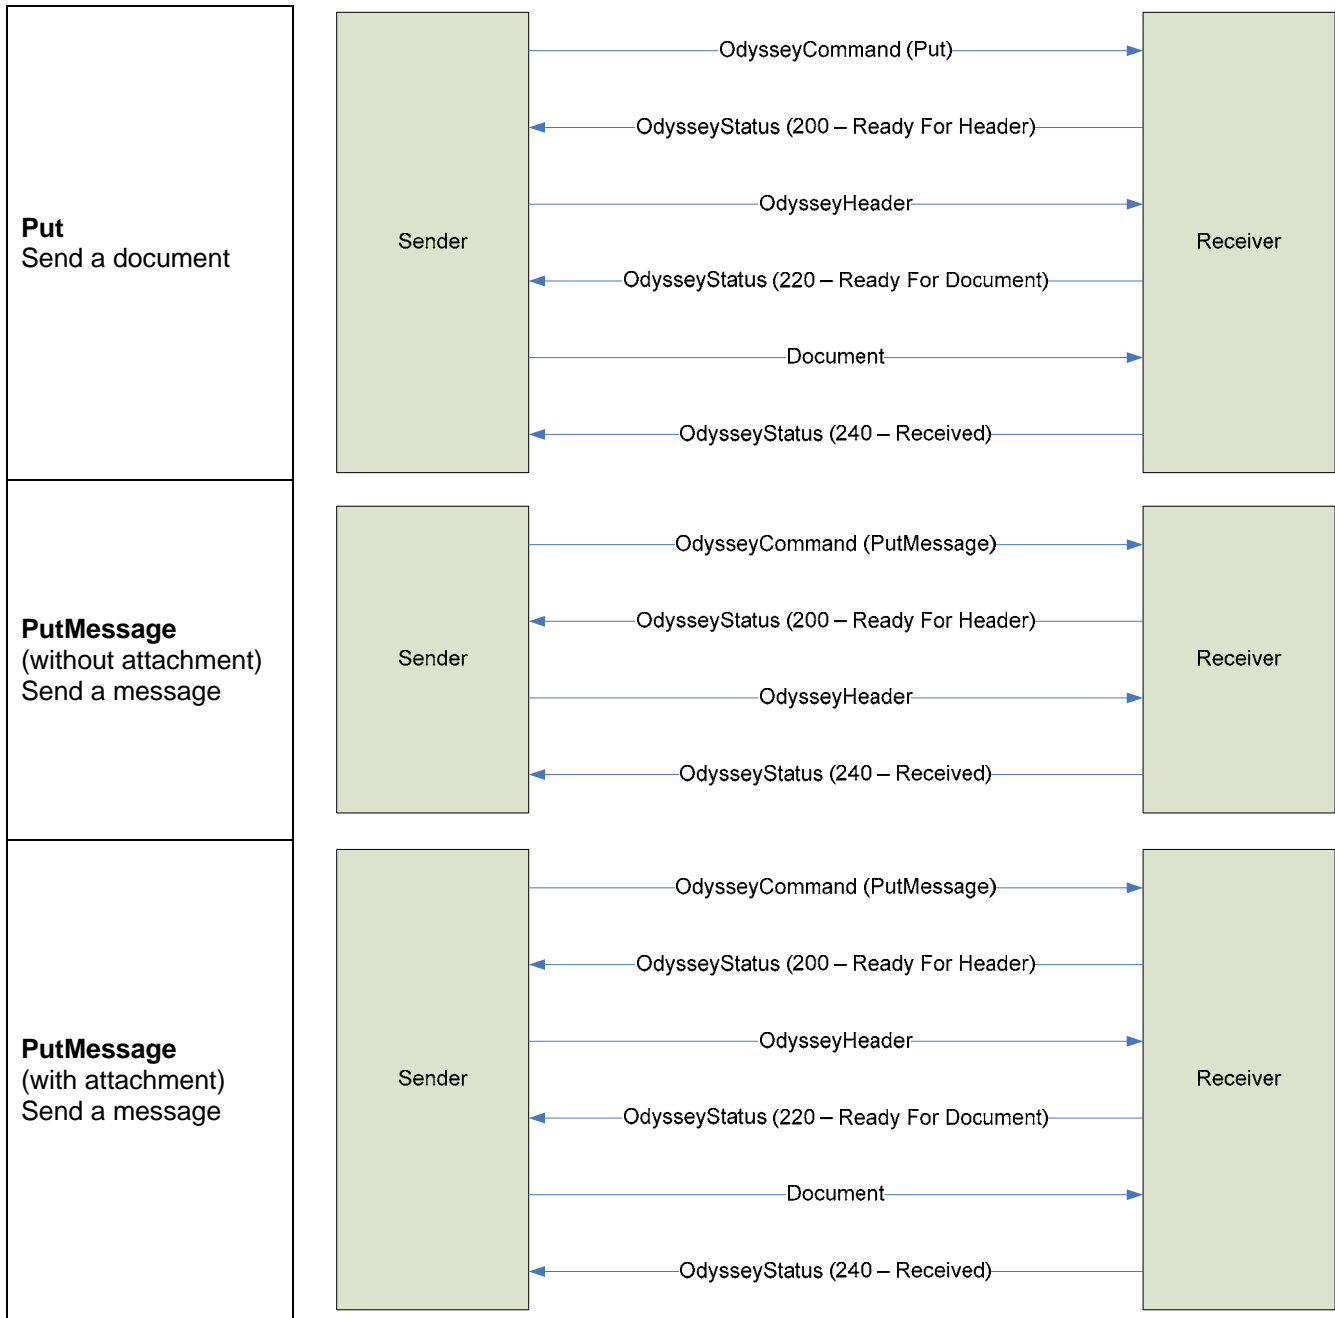 Put
Send a document
Sender
OdysseyCommand (Put)
OdysseyStatus (200 – Ready For Header)
OdysseyHeader
OdysseyStatus (220 – Ready For Document)
Document
OdysseyStatus (240 – Received)
Receiver
PutMessage
(without attachment)
Send a message
Sender
OdysseyCommand (PutMessage)
OdysseyStatus (200 – Ready For Header)
OdysseyHeader
OdysseyStatus (240 – Received)
Receiver
PutMessage
(with attachment)
Send a message
Sender
OdysseyCommand (PutMessage)
OdysseyStatus (200 – Ready For Header)
OdysseyHeader
OdysseyStatus (220 – Ready For Document)
Document
OdysseyStatus (240 – Received)
Receiver